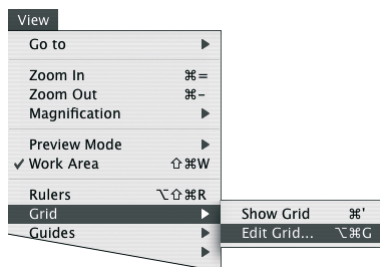 View
Go to ▶
Zoom In ⌘=
Zoom Out ⌘-
Magnification ▶
Preview Mode ▶
✓ Work Area ⇧⌘W
Rulers ⌥⇧⌘R
Grid ▶ Show Grid ⌘'
Guides ▶ Edit Grid... ⌥⌘G
▶